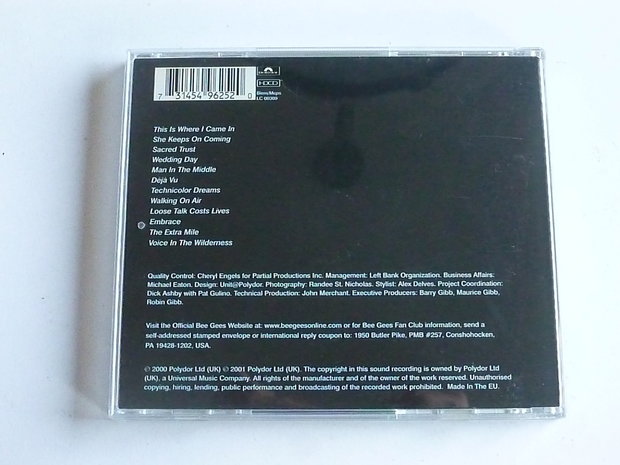 7 31454 96252 0
HDCD
Biem/Mcps
LC 00309
This Is Where I Came In
She Keeps On Coming
Sacred Trust
Wedding Day
Man In The Middle
Déjà Vu
Technicolor Dreams
Walking On Air
Loose Talk Costs Lives
Embrace
The Extra Mile
Voice In The Wilderness
Quality Control: Cheryl Engels for Partial Productions Inc. Management: Left Bank Organization. Business Affairs:
Michael Eaton. Design: Unit@Polydor. Photography: Randee St. Nicholas. Stylist: Alex Delves. Project Coordination:
Dick Ashby with Pat Gulino. Technical Production: John Merchant. Executive Producers: Barry Gibb, Maurice Gibb,
Robin Gibb.
Visit the Official Bee Gees Website at: www.beegeesonline.com or for Bee Gees Fan Club information, send a
self-addressed stamped envelope or international reply coupon to: 1950 Butler Pike, PMB #257, Conshohocken,
PA 19428-1202, USA.
℗ 2000 Polydor Ltd (UK) © 2001 Polydor Ltd (UK). The copyright in this sound recording is owned by Polydor Ltd
(UK), a Universal Music Company. All rights of the manufacturer and of the owner of the work reserved. Unauthorised
copying, hiring, lending, public performance and broadcasting of the recorded work prohibited. Made In The EU.